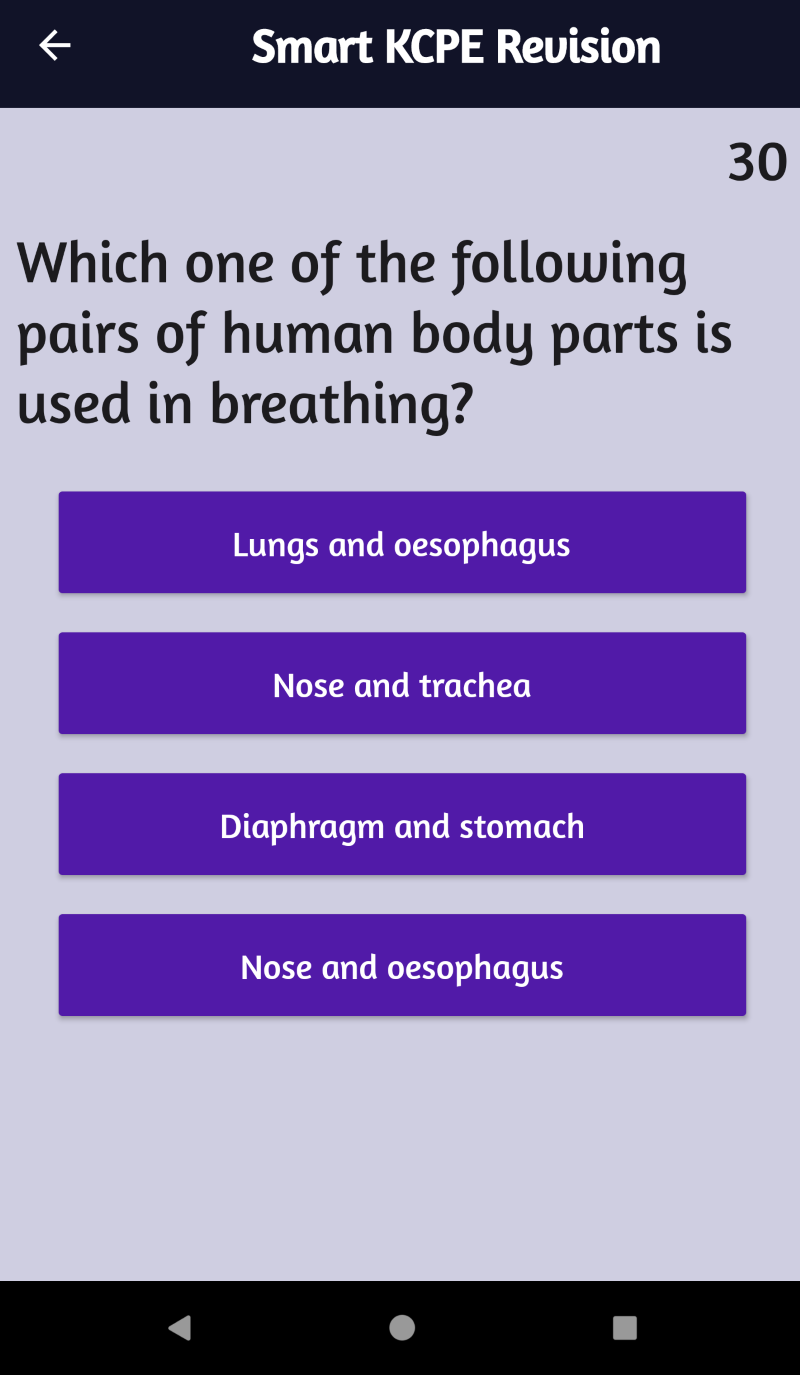 Smart KCPE Revision
30
Which one of the following
pairs of human body parts is
used in breathing?
Lungs and oesophagus
Nose and trachea
Diaphragm and stomach
Nose and oesophagus